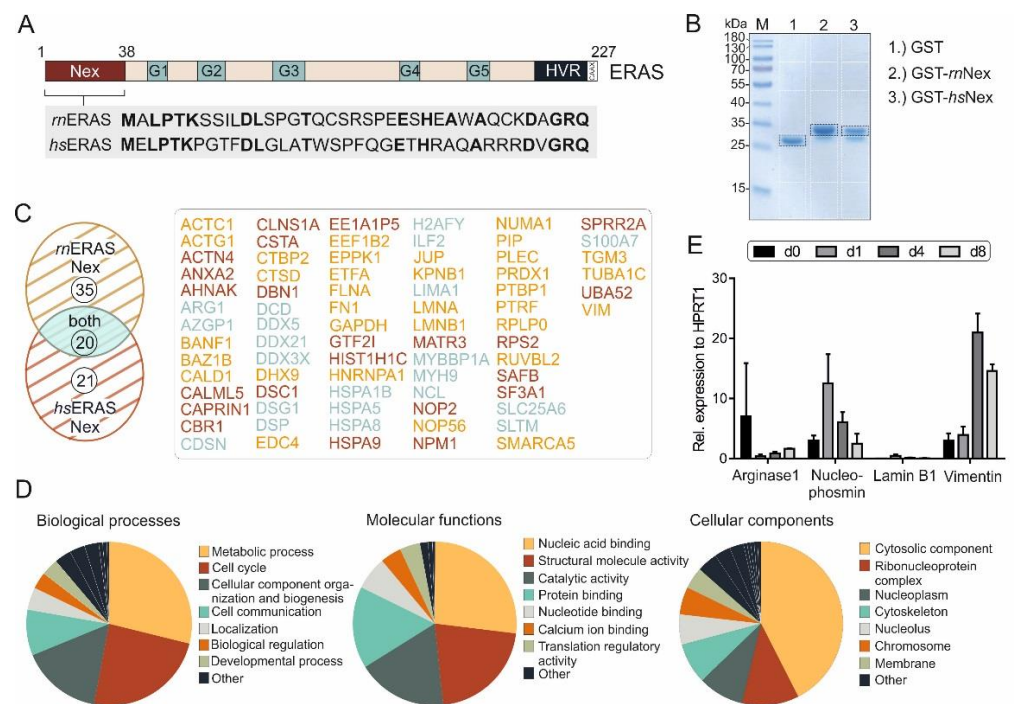 A
1 38 227
Nex G1 G2 G3 G4 G5 HVR CAAX ERAS
rnERAS MALPTKSSILDLSPGTQCSRSPEESHEAWAQCKDAGRQ
hsERAS MELPTKPGTFDLGLATWSPFQGETHRAQARRRDVGRQ
B
kDa M 1 2 3
180
130
100
70
55
40
35
25
15
1.) GST
2.) GST-rnNex
3.) GST-hsNex
C
rnERAS
Nex
35
both
20
21
hsERAS
Nex
ACTC1 CLNS1A EE1A1P5 H2AFY NUMA1 SPRR2A
ACTG1 CSTA EEF1B2 ILF2 PIP S100A7
ACTN4 CTBP2 EPPK1 JUP PLEC TGM3
ANXA2 CTSD ETFA KPNB1 PRDX1 TUBA1C
AHNAK DBN1 FLNA LIMA1 PTBP1 UBA52
ARG1 DCD FN1 LMNA PTRF VIM
AZGP1 DDX5 GAPDH LMNB1 RPLP0
BANF1 DDX21 GTF2I MATR3 RPS2
BAZ1B DDX3X HIST1H1C MYBBP1A RUVBL2
CALD1 DHX9 HNRNPA1 MYH9 SAFB
CALML5 DSC1 HSPA1B NCL SF3A1
CAPRIN1 DSG1 HSPA5 NOP2 SLC25A6
CBR1 DSP HSPA8 NOP56 SLTM
CDSN EDC4 HSPA9 NPM1 SMARCA5
E
d0 d1 d4 d8
Rel. expression to HPRT1
30
20
10
0
Arginase1 Nucleo- Lamin B1 Vimentin
phosmin
D
Biological processes
Metabolic process
Cell cycle
Cellular component orga-
nization and biogenesis
Cell communication
Localization
Biological regulation
Developmental process
Other
Molecular functions
Nucleic acid binding
Structural molecule activity
Catalytic activity
Protein binding
Nucleotide binding
Calcium ion binding
Translation regulatory
activity
Other
Cellular components
Cytosolic component
Ribonucleoprotein
complex
Nucleoplasm
Cytoskeleton
Nucleolus
Chromosome
Membrane
Other